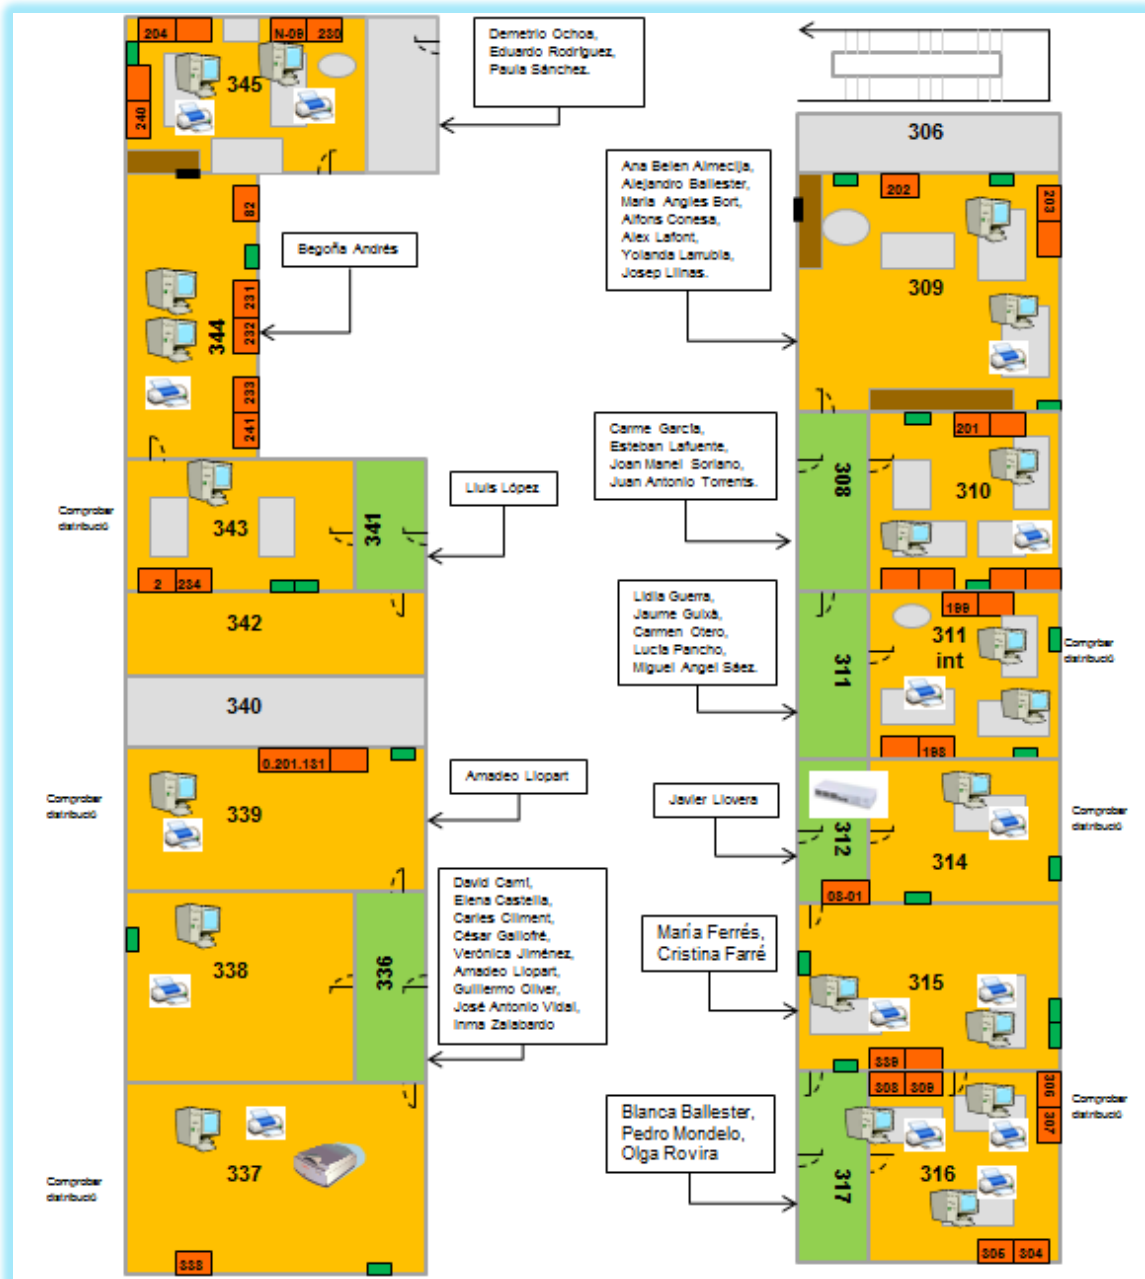 204
N-09 230
345
240
Demetrio Ochoa,
Eduardo Rodríguez,
Paula Sánchez.
82
Begoña Andrés
231
232
344
233
241
Comprobar
distribució
343
341
Lluis López
2 234
342
340
0.201.131
Comprobar
distribució
339
Amadeo Llopart
338
336
David Camí,
Elena Castella,
Carles Climent,
César Gallofré,
Verónica Jiménez,
Amadeo Llopart,
Guillermo Oliver,
José Antonio Vidal,
Inma Zalabardo
Comprobar
distribució
337
338
306
Ana Belen Almecija,
Alejandro Ballester,
Maria Angles Bort,
Alfons Conesa,
Alex Lafont,
Yolanda Larrubia,
Josep Llinas.
202
203
309
Carme García,
Esteban Lafuente,
Joan Manel Soriano,
Juan Antonio Torrents.
201
308
310
Lidia Guerra,
Jaume Guixà,
Carmen Otero,
Lucía Pancho,
Miguel Angel Sáez.
199
311
311
int
Comprobar
distribució
198
Javier Llovera
312
314
Comprobar
distribució
08-01
María Ferrés,
Cristina Farré
315
339
308 309
306
307
Comprobar
distribució
Blanca Ballester,
Pedro Mondelo,
Olga Rovira
317
316
305 304